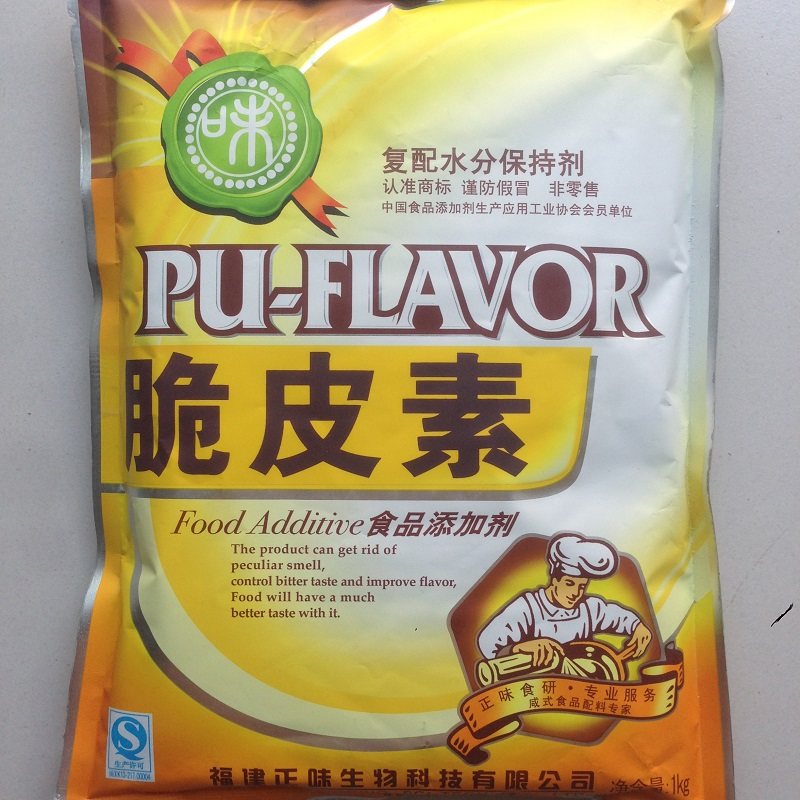 味
复配水分保持剂
认准商标 谨防假冒 非零售
中国食品添加剂生产应用工业协会会员单位
PU-FLAVOR
脆皮素
Food Additive食品添加剂
The product can get rid of
peculiar smell,
control bitter taste and improve flavor,
Food will have a much
better taste with it.
正味食研·专业服务
咸式食品配料专家
S
生产许可
福建正味生物科技有限公司 净含量:1kg